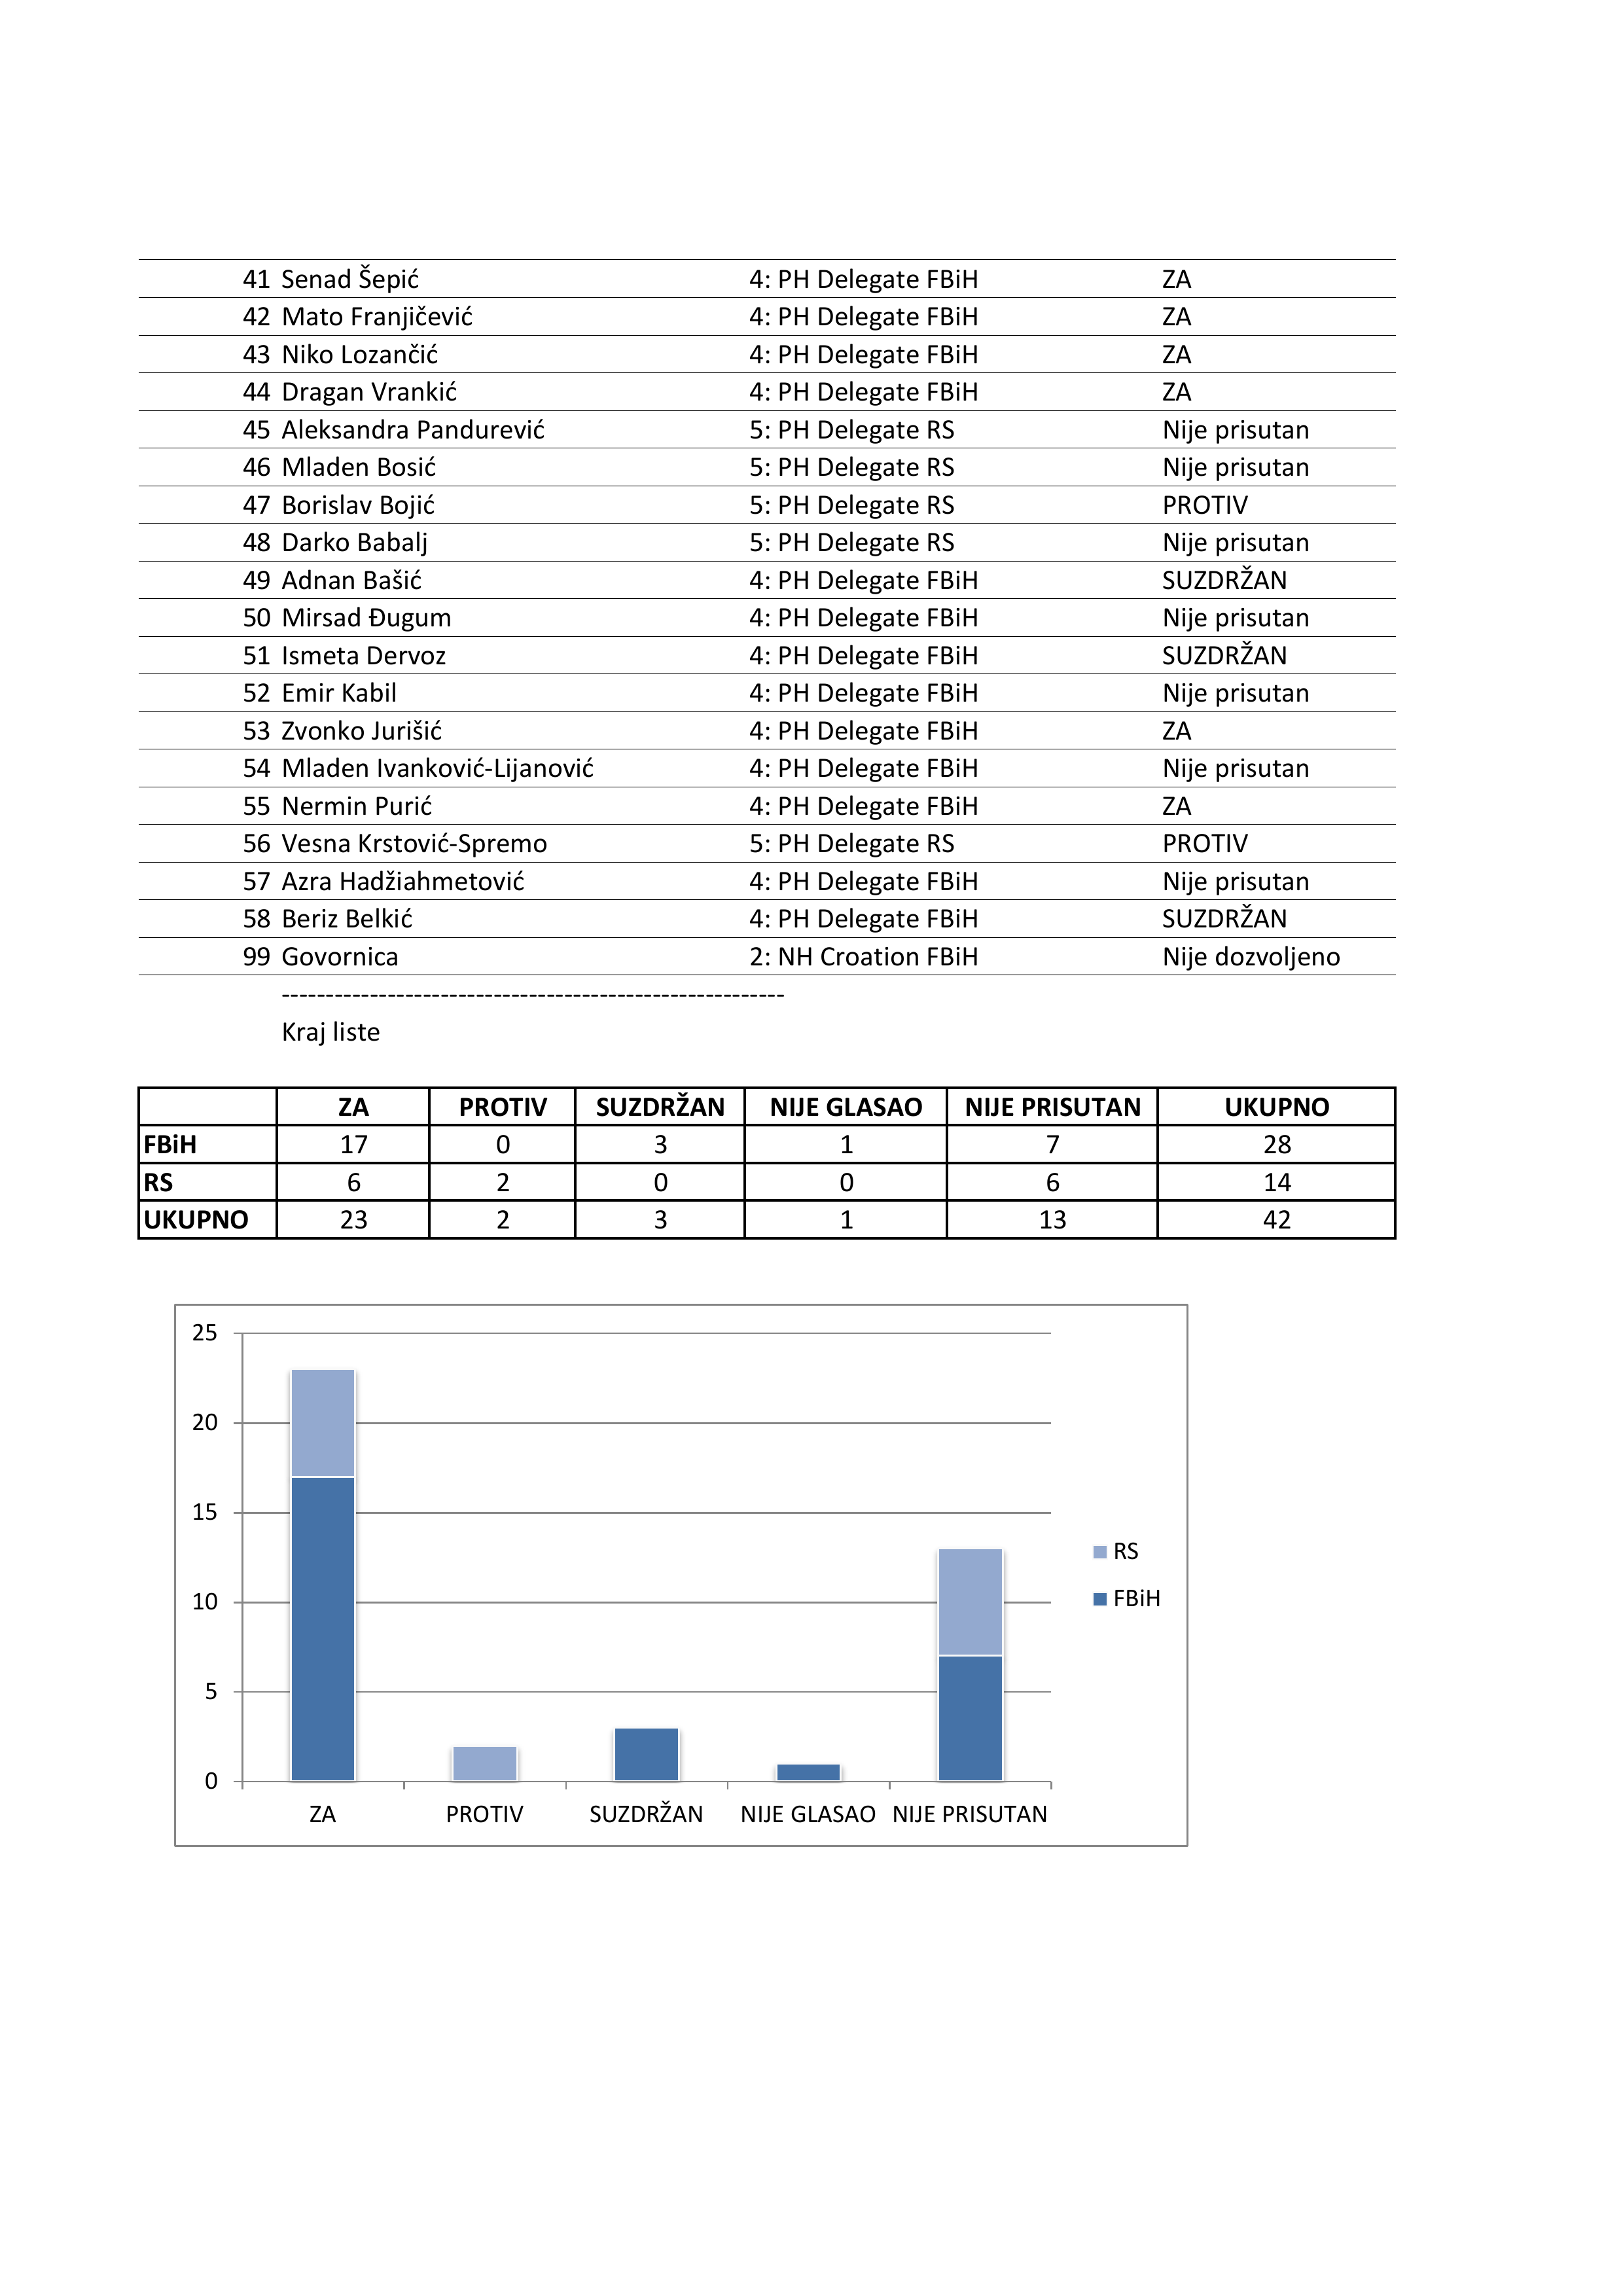 41 Senad Šepić 4: PH Delegate FBiH ZA
42 Mato Franjičević 4: PH Delegate FBiH ZA
43 Niko Lozančić 4: PH Delegate FBiH ZA
44 Dragan Vrankić 4: PH Delegate FBiH ZA
45 Aleksandra Pandurević 5: PH Delegate RS Nije prisutan
46 Mladen Bosić 5: PH Delegate RS Nije prisutan
47 Borislav Bojić 5: PH Delegate RS PROTIV
48 Darko Babalj 5: PH Delegate RS Nije prisutan
49 Adnan Bašić 4: PH Delegate FBiH SUZDRŽAN
50 Mirsad Đugum 4: PH Delegate FBiH Nije prisutan
51 Ismeta Dervoz 4: PH Delegate FBiH SUZDRŽAN
52 Emir Kabil 4: PH Delegate FBiH Nije prisutan
53 Zvonko Jurišić 4: PH Delegate FBiH ZA
54 Mladen Ivanković-Lijanović 4: PH Delegate FBiH Nije prisutan
55 Nermin Purić 4: PH Delegate FBiH ZA
56 Vesna Krstović-Spremo 5: PH Delegate RS PROTIV
57 Azra Hadžiahmetović 4: PH Delegate FBiH Nije prisutan
58 Beriz Belkić 4: PH Delegate FBiH SUZDRŽAN
99 Govornica 2: NH Croation FBiH Nije dozvoljeno
---------------------------------------------------------
Kraj liste
ZA PROTIV SUZDRŽAN NIJE GLASAO NIJE PRISUTAN UKUPNO
FBiH 17 0 3 1 7 28
RS 6 2 0 0 6 14
UKUPNO 23 2 3 1 13 42
25
20
15
10
5
0
ZA PROTIV SUZDRŽAN NIJE GLASAO NIJE PRISUTAN
RS
FBiH